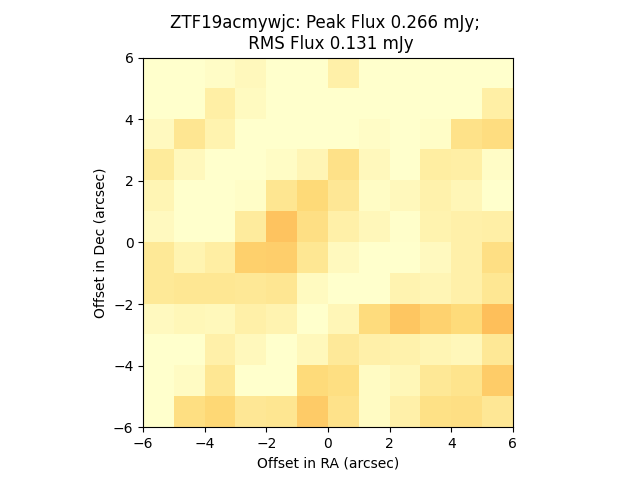 ZTF19acmywjc: Peak Flux 0.266 mJy;
RMS Flux 0.131 mJy
6
4
2
0
−2
−4
−6
Offset in Dec (arcsec)
−6 −4 −2 0 2 4 6
Offset in RA (arcsec)